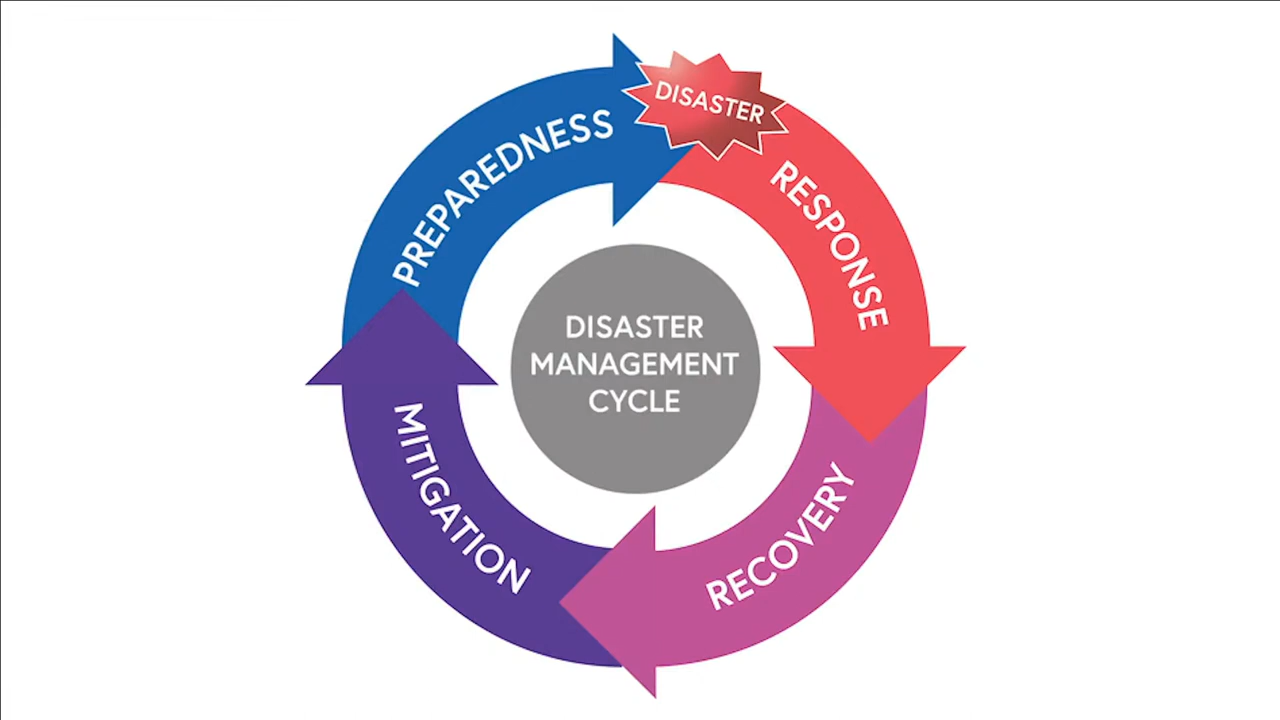 PREPAREDNESS
DISASTER
RESPONSE
DISASTER
MANAGEMENT
CYCLE
MITIGATION
RECOVERY